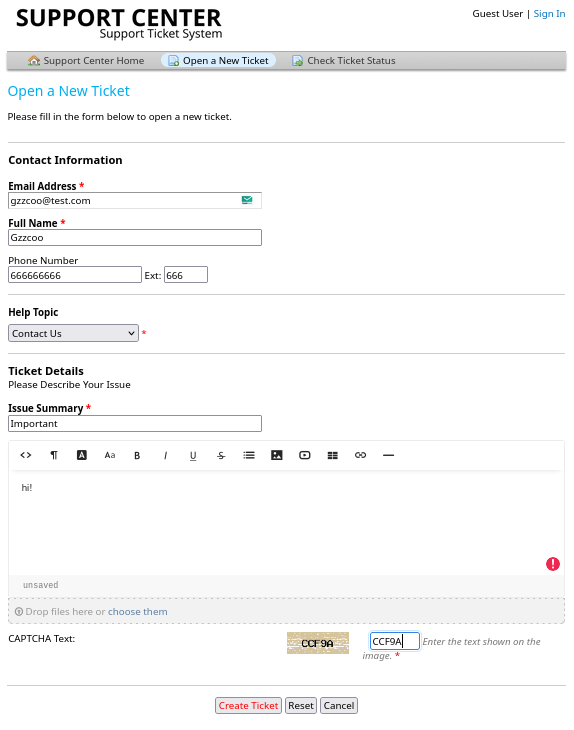 SUPPORT CENTER
Support Ticket System
Guest User | Sign In
Support Center Home Open a New Ticket Check Ticket Status
Open a New Ticket
Please fill in the form below to open a new ticket.
Contact Information
Email Address *
gzzcoo@test.com
Full Name *
Gzzcoo
Phone Number
666666666 Ext: 666
Help Topic
Contact Us *
Ticket Details
Please Describe Your Issue
Issue Summary *
Important
<> ¶ A Aa B I U S
hi!
unsaved
Drop files here or choose them
CAPTCHA Text: CCF9A CCF9A Enter the text shown on the
image. *
Create Ticket Reset Cancel